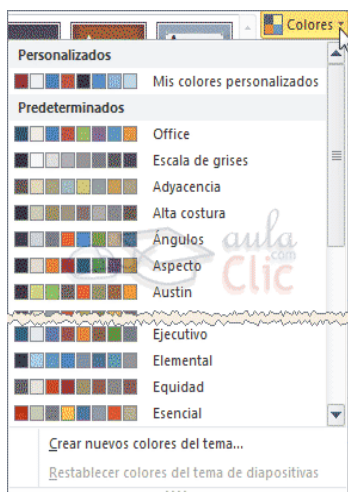 Colores
Personalizados
Mis colores personalizados
Predeterminados
Office
Escala de grises
Adyacencia
Alta costura
Ángulos
Aspecto
Austin
aula
.com
Clic
Ejecutivo
Elemental
Equidad
Esencial
Crear nuevos colores del tema...
Restablecer colores del tema de diapositivas